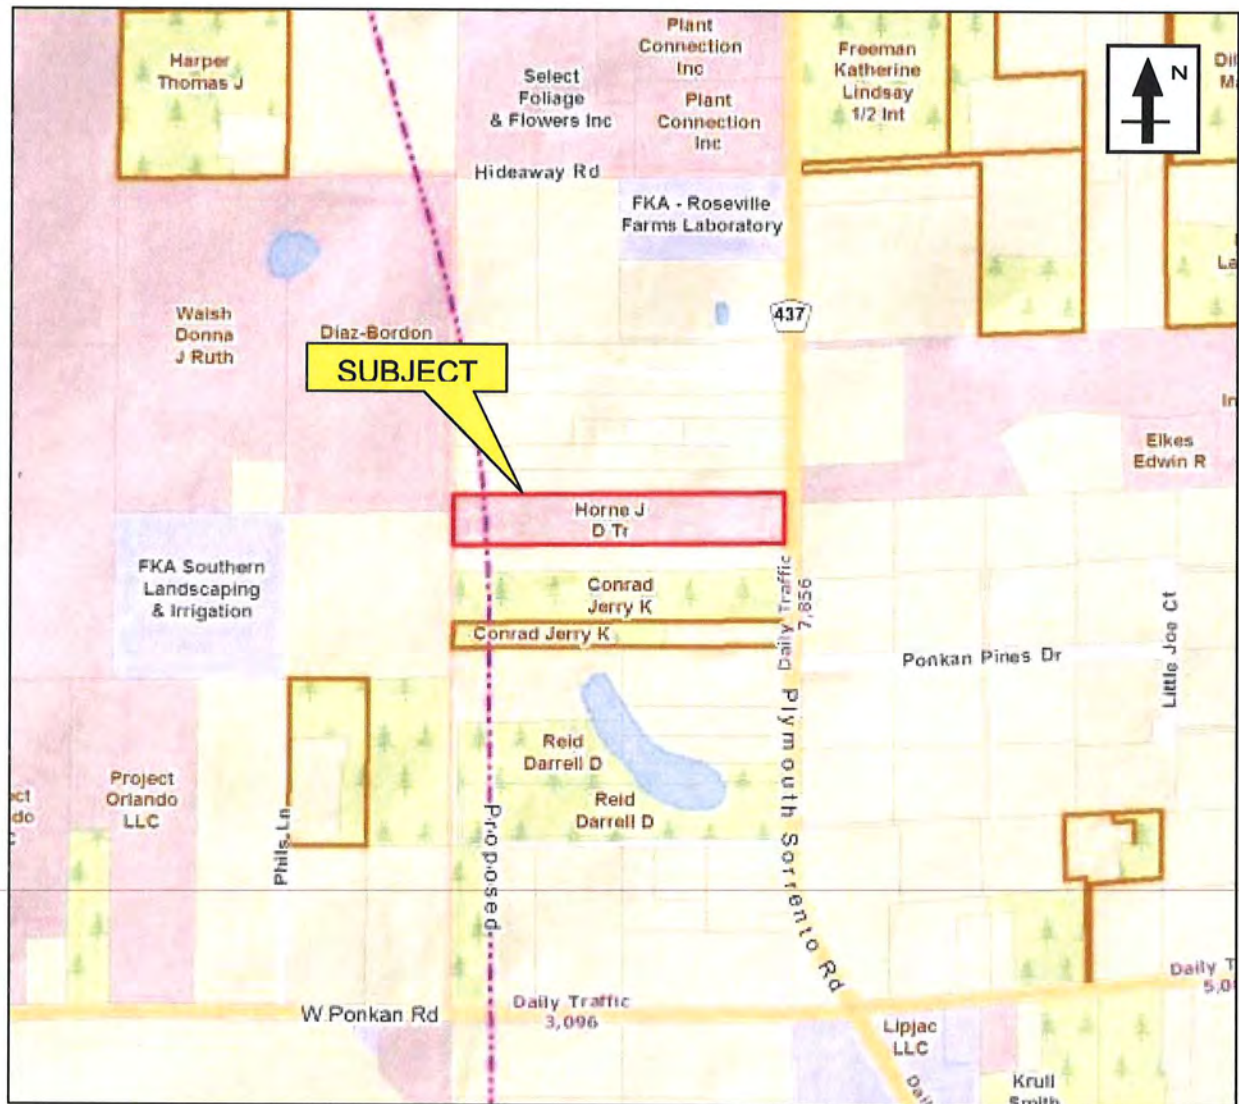 Harper
Thomas J
Select
Foliage
& Flowers Inc
Plant
Connection
Inc
Plant
Connection
Inc
Freeman
Katherine
Lindsay
1/2 Int
N
Hideaway Rd
FKA - Roseville
Farms Laboratory
Walsh
Donna
J Ruth
Diaz-Bordon
437
SUBJECT
Elkes
Edwin R
Horne J
D Tr
FKA Southern
Landscaping
& Irrigation
Conrad
Jerry K
Conrad Jerry K
Daily Traffic
7,856
Ponkan Pines Dr
Little Joe Ct
Reid
Darrell D
Reid
Darrell D
Project
Orlando
LLC
Phils Ln
Proposed
Plymouth Sorrento Rd
W Ponkan Rd
Daily Traffic
3,096
Daily T
Lipjac
LLC
Krull
Smith